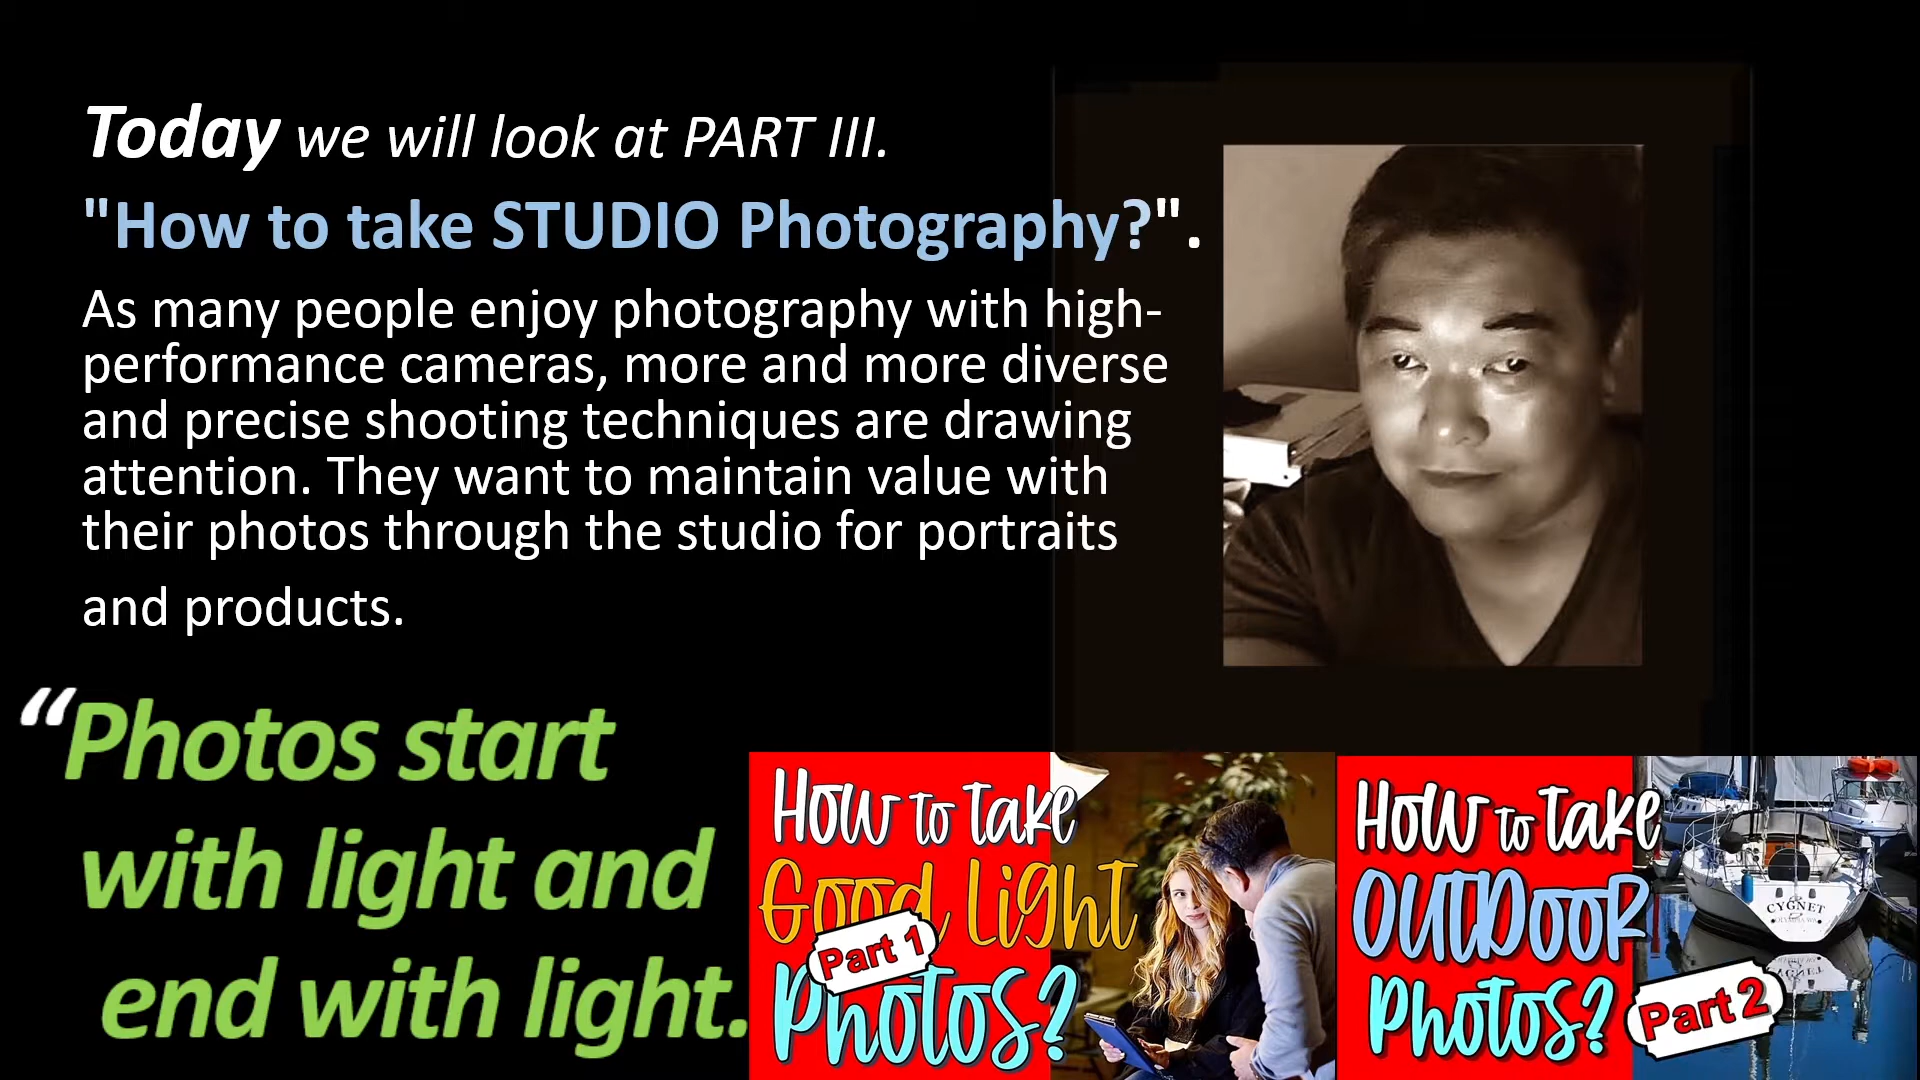 Today we will look at PART III.
"How to take STUDIO Photography?".
As many people enjoy photography with high-
performance cameras, more and more diverse
and precise shooting techniques are drawing
attention. They want to maintain value with
their photos through the studio for portraits
and products.
“Photos start
with light and
end with light.
How to take
Good Light
Part 1
Photos?
How to take
OUTDOOR
Photos?
Part 2
CYGNET